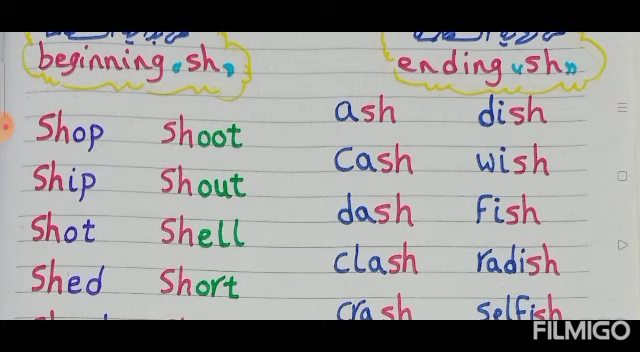 beginning "sh"
ending "sh"
Shop shoot ash dish
Ship Shout Cash wish
Shot Shell dash Fish
Shed Short clash radish
crash selfish
FILMIGO